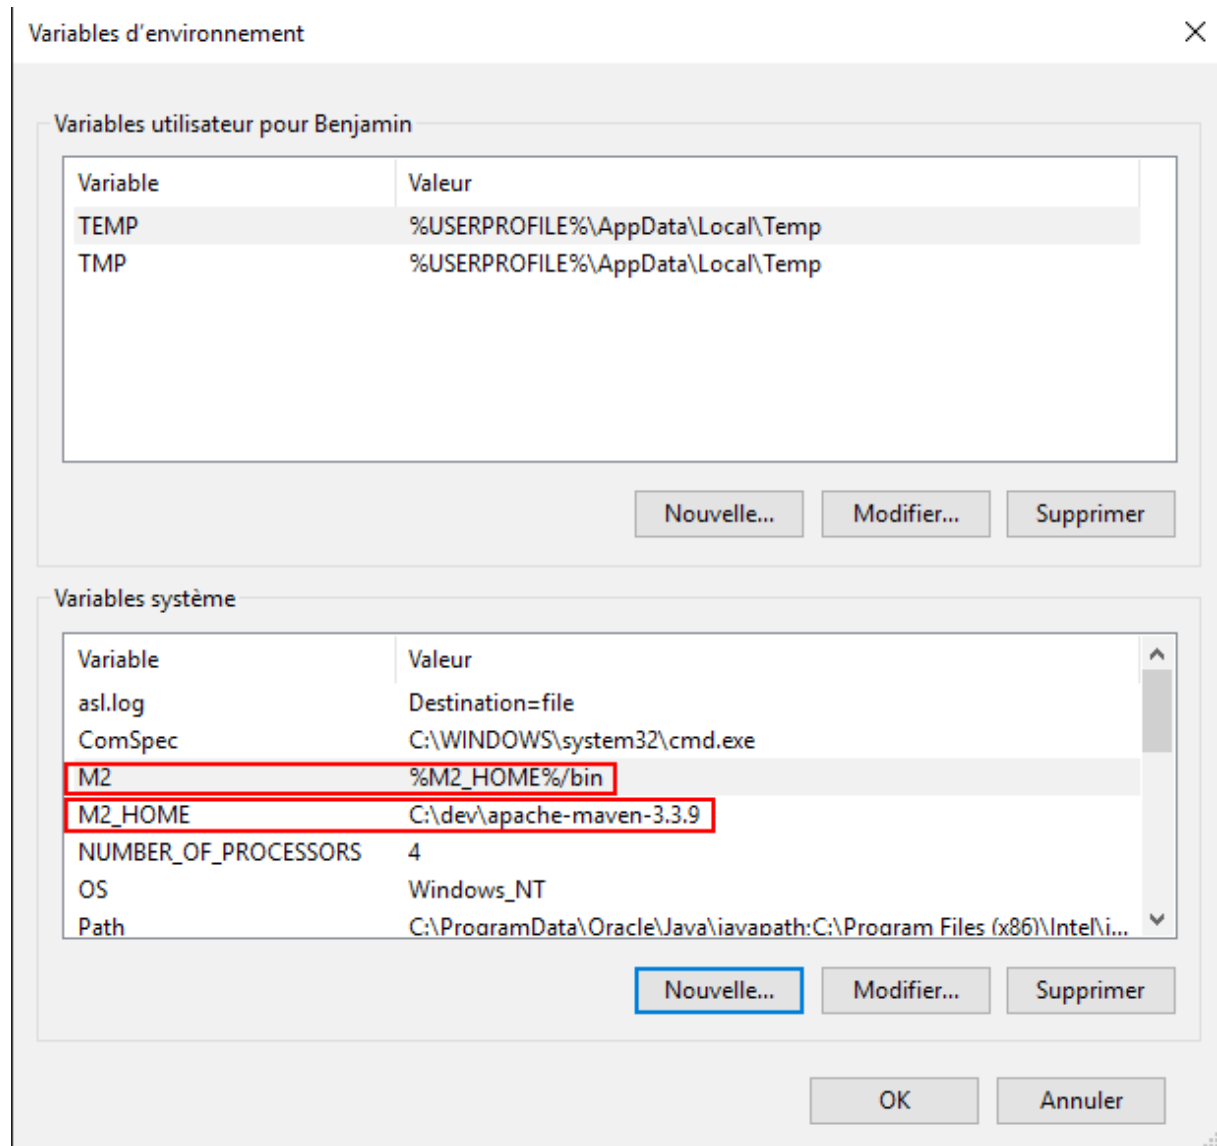 Variables d'environnement
Variables utilisateur pour Benjamin
Variable Valeur
TEMP %USERPROFILE%\AppData\Local\Temp
TMP %USERPROFILE%\AppData\Local\Temp
Nouvelle... Modifier... Supprimer
Variables système
Variable Valeur
asl.log Destination=file
ComSpec C:\WINDOWS\system32\cmd.exe
M2 %M2_HOME%/bin
M2_HOME C:\dev\apache-maven-3.3.9
NUMBER_OF_PROCESSORS 4
OS Windows_NT
Path C:\ProgramData\Oracle\Java\javapath;C:\Program Files (x86)\Intel\i...
Nouvelle... Modifier... Supprimer
OK Annuler